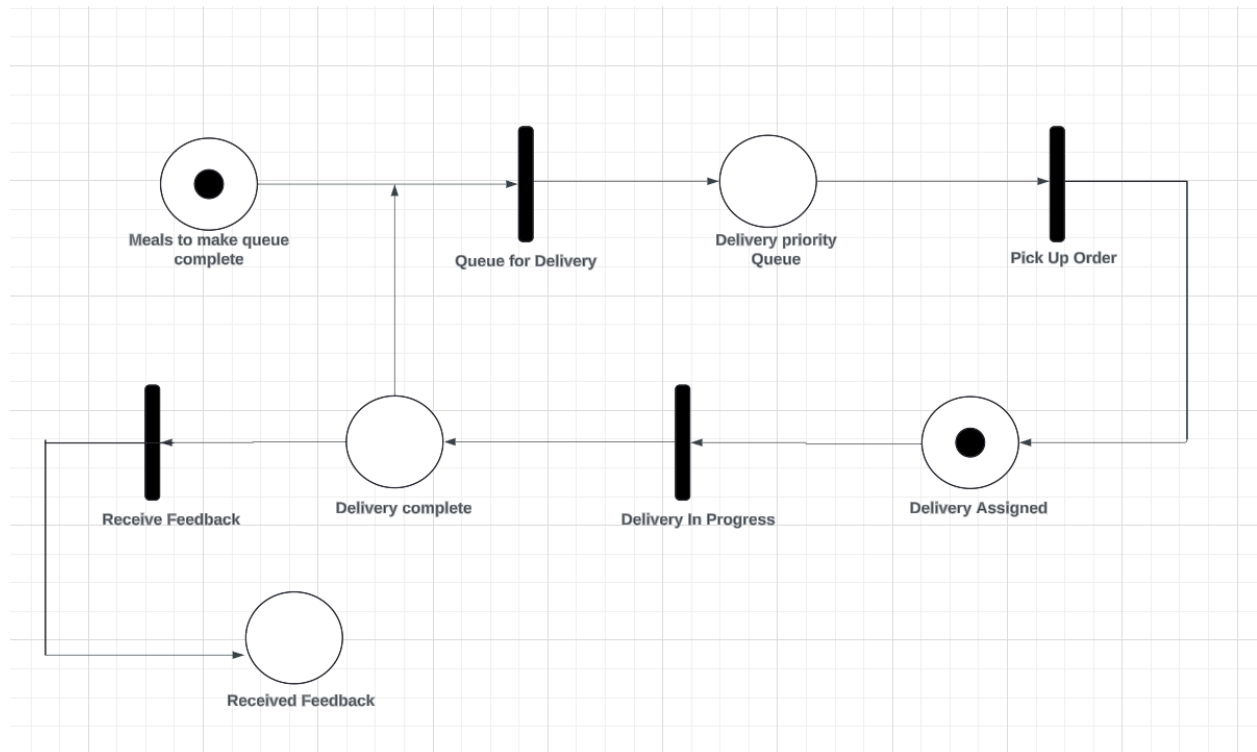 Meals to make queue
complete
Queue for Delivery
Delivery priority
Queue
Pick Up Order
Receive Feedback
Delivery complete
Delivery In Progress
Delivery Assigned
Received Feedback